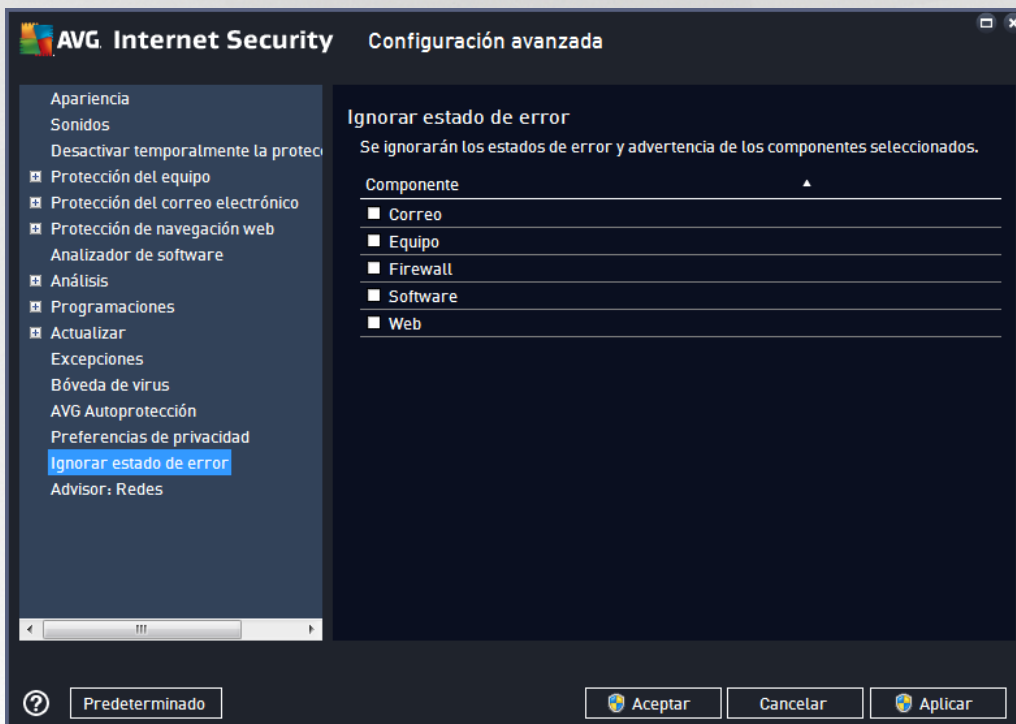 AVG Internet Security Configuración avanzada
Apariencia
Sonidos
Desactivar temporalmente la protec
Protección del equipo
Protección del correo electrónico
Protección de navegación web
Analizador de software
Análisis
Programaciones
Actualizar
Excepciones
Bóveda de virus
AVG Autoprotección
Preferencias de privacidad
Ignorar estado de error
Advisor: Redes
Ignorar estado de error
Se ignorarán los estados de error y advertencia de los componentes seleccionados.
Componente
Correo
Equipo
Firewall
Software
Web
Predeterminado
Aceptar
Cancelar
Aplicar